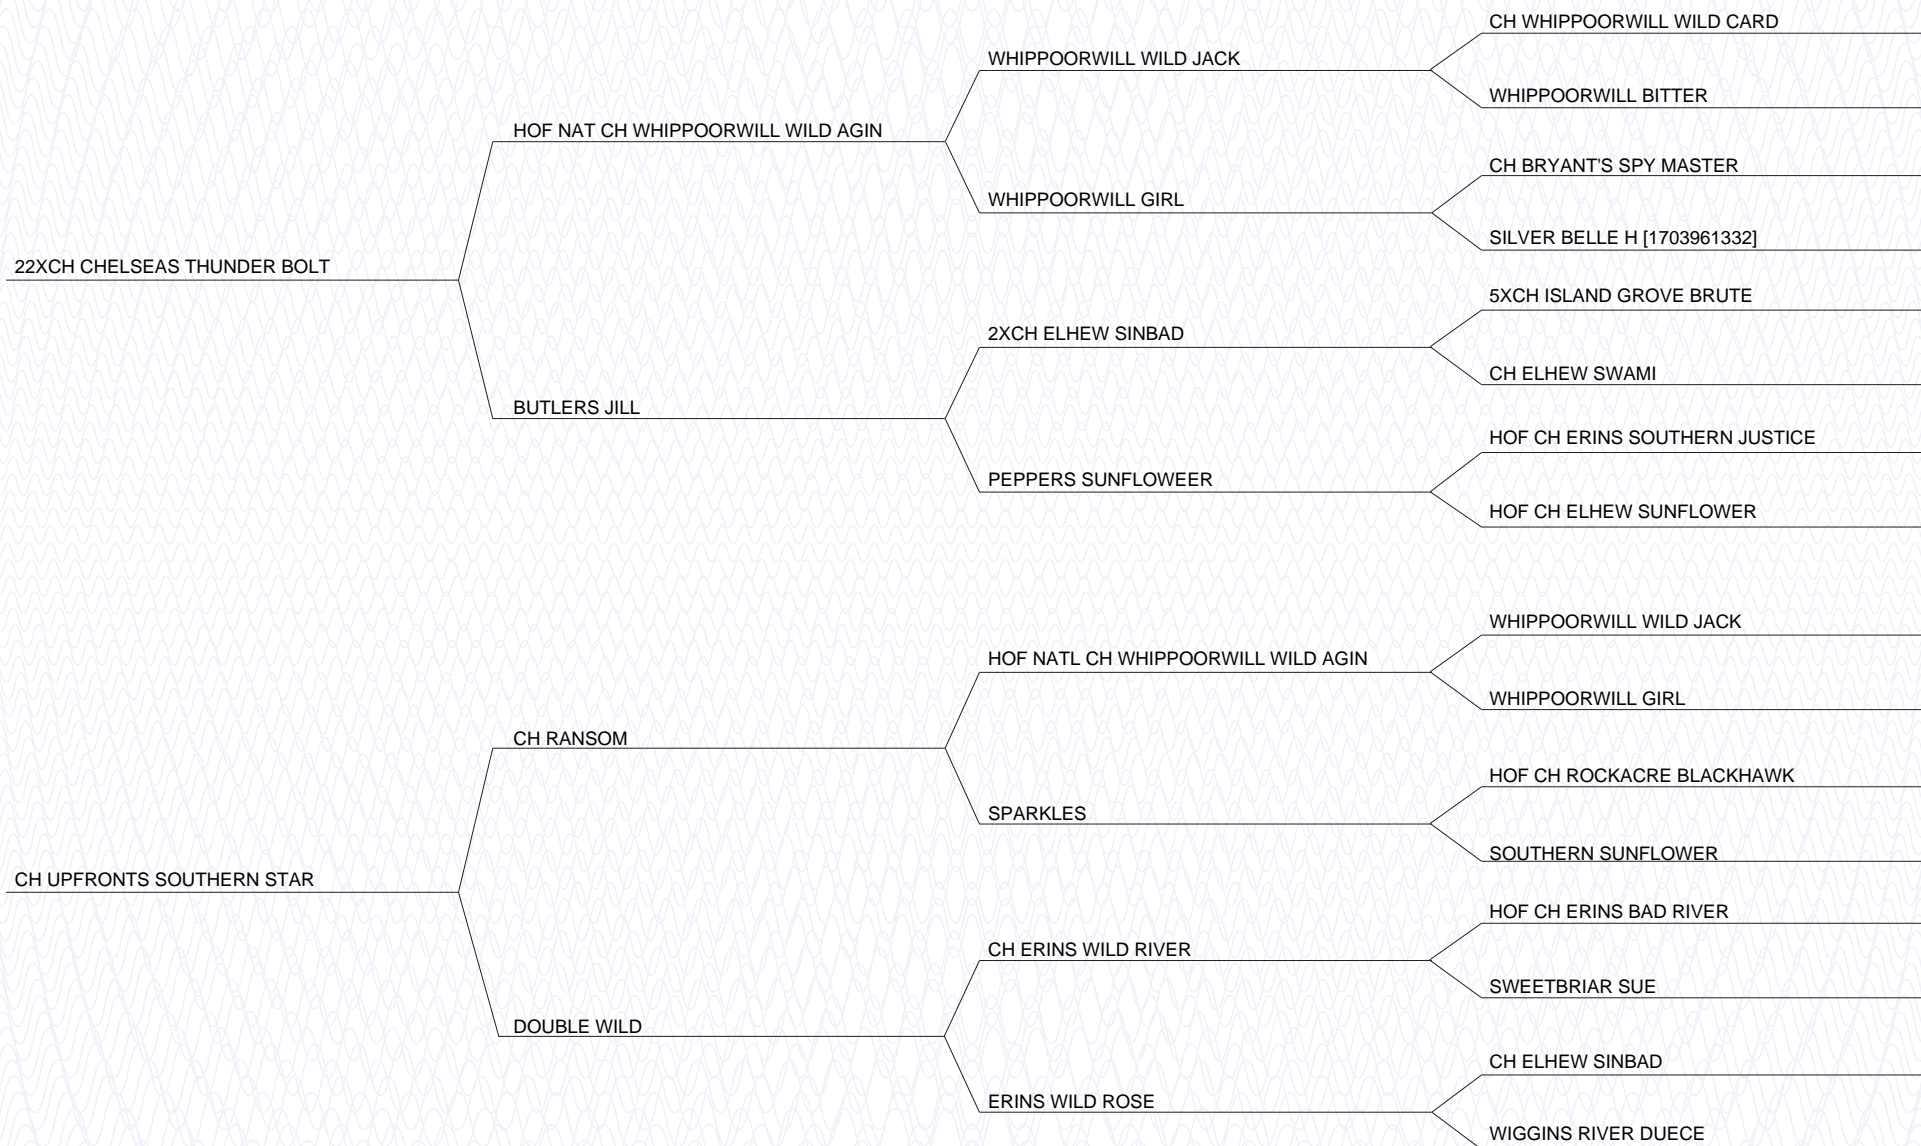 CH WHIPPOORWILL WILD CARD
WHIPPOORWILL WILD JACK
WHIPPOORWILL BITTER
HOF NAT CH WHIPPOORWILL WILD AGIN
CH BRYANT'S SPY MASTER
WHIPPOORWILL GIRL
SILVER BELLE H [1703961332]
22XCH CHELSEAS THUNDER BOLT
5XCH ISLAND GROVE BRUTE
2XCH ELHEW SINBAD
CH ELHEW SWAMI
BUTLERS JILL
HOF CH ERINS SOUTHERN JUSTICE
PEPPERS SUNFLOWEER
HOF CH ELHEW SUNFLOWER
WHIPPOORWILL WILD JACK
HOF NATL CH WHIPPOORWILL WILD AGIN
WHIPPOORWILL GIRL
CH RANSOM
HOF CH ROCKACRE BLACKHAWK
SPARKLES
SOUTHERN SUNFLOWER
CH UPFRONTS SOUTHERN STAR
HOF CH ERINS BAD RIVER
CH ERINS WILD RIVER
SWEETBRIAR SUE
DOUBLE WILD
CH ELHEW SINBAD
ERINS WILD ROSE
WIGGINS RIVER DUECE